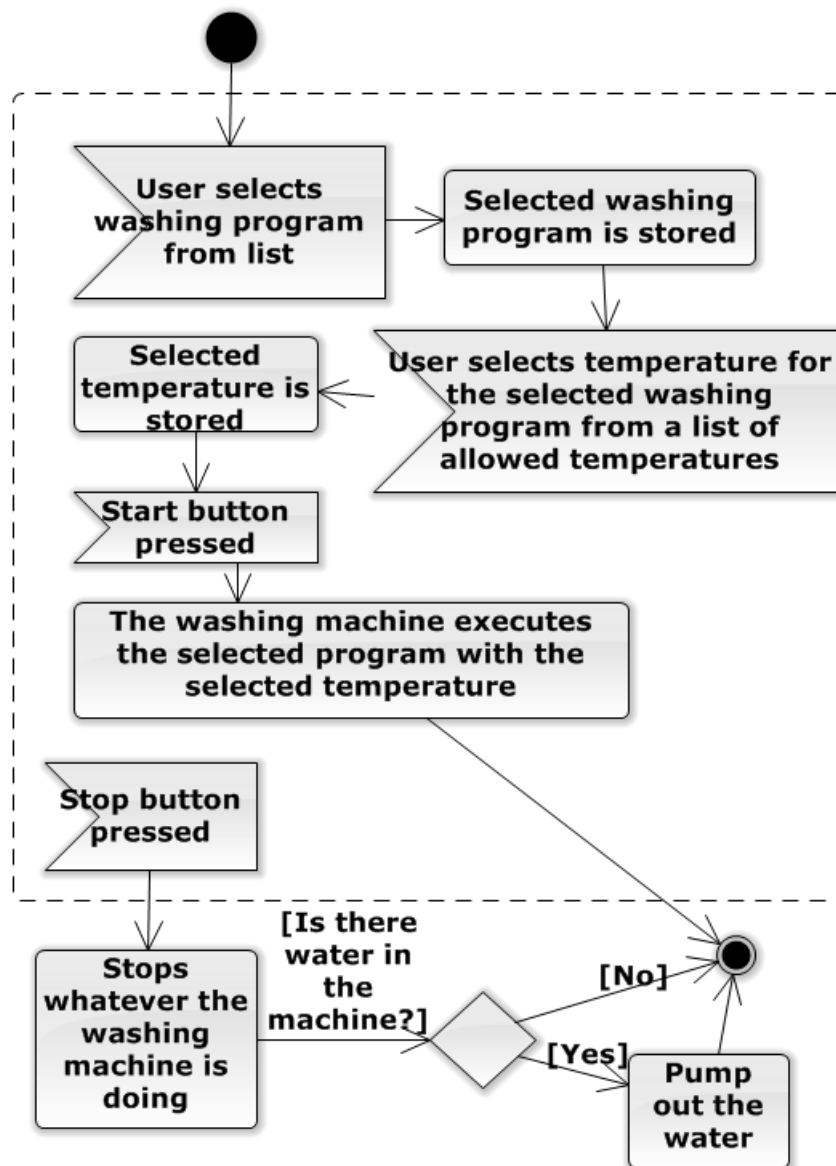 User selects
washing program
from list
Selected washing
program is stored
Selected
temperature is
stored
User selects temperature for
the selected washing
program from a list of
allowed temperatures
Start button
pressed
The washing machine executes
the selected program with the
selected temperature
Stop button
pressed
Stops
whatever the
washing
machine is
doing
[Is there
water in
the
machine?]
[No]
[Yes]
Pump
out the
water